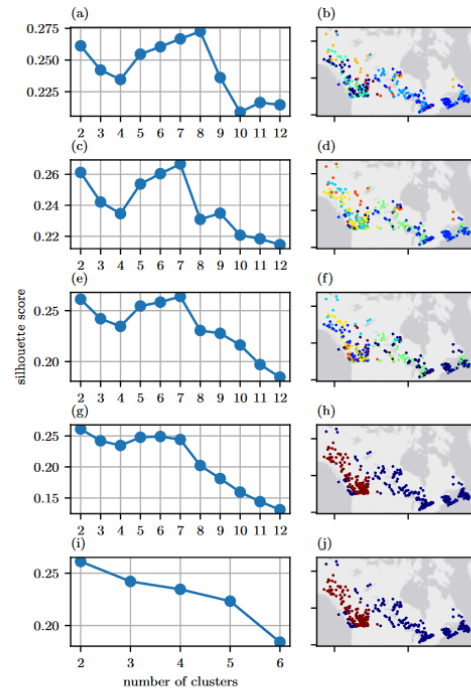 (a)
(b)
0.275
0.250
0.225
2 3 4 5 6 7 8 9 10 11 12
(c)
(d)
0.26
0.24
0.22
2 3 4 5 6 7 8 9 10 11 12
(e)
(f)
silhouette score
0.25
0.20
2 3 4 5 6 7 8 9 10 11 12
(g)
(h)
0.25
0.20
0.15
2 3 4 5 6 7 8 9 10 11 12
(i)
(j)
0.25
0.20
2 3 4 5 6
number of clusters